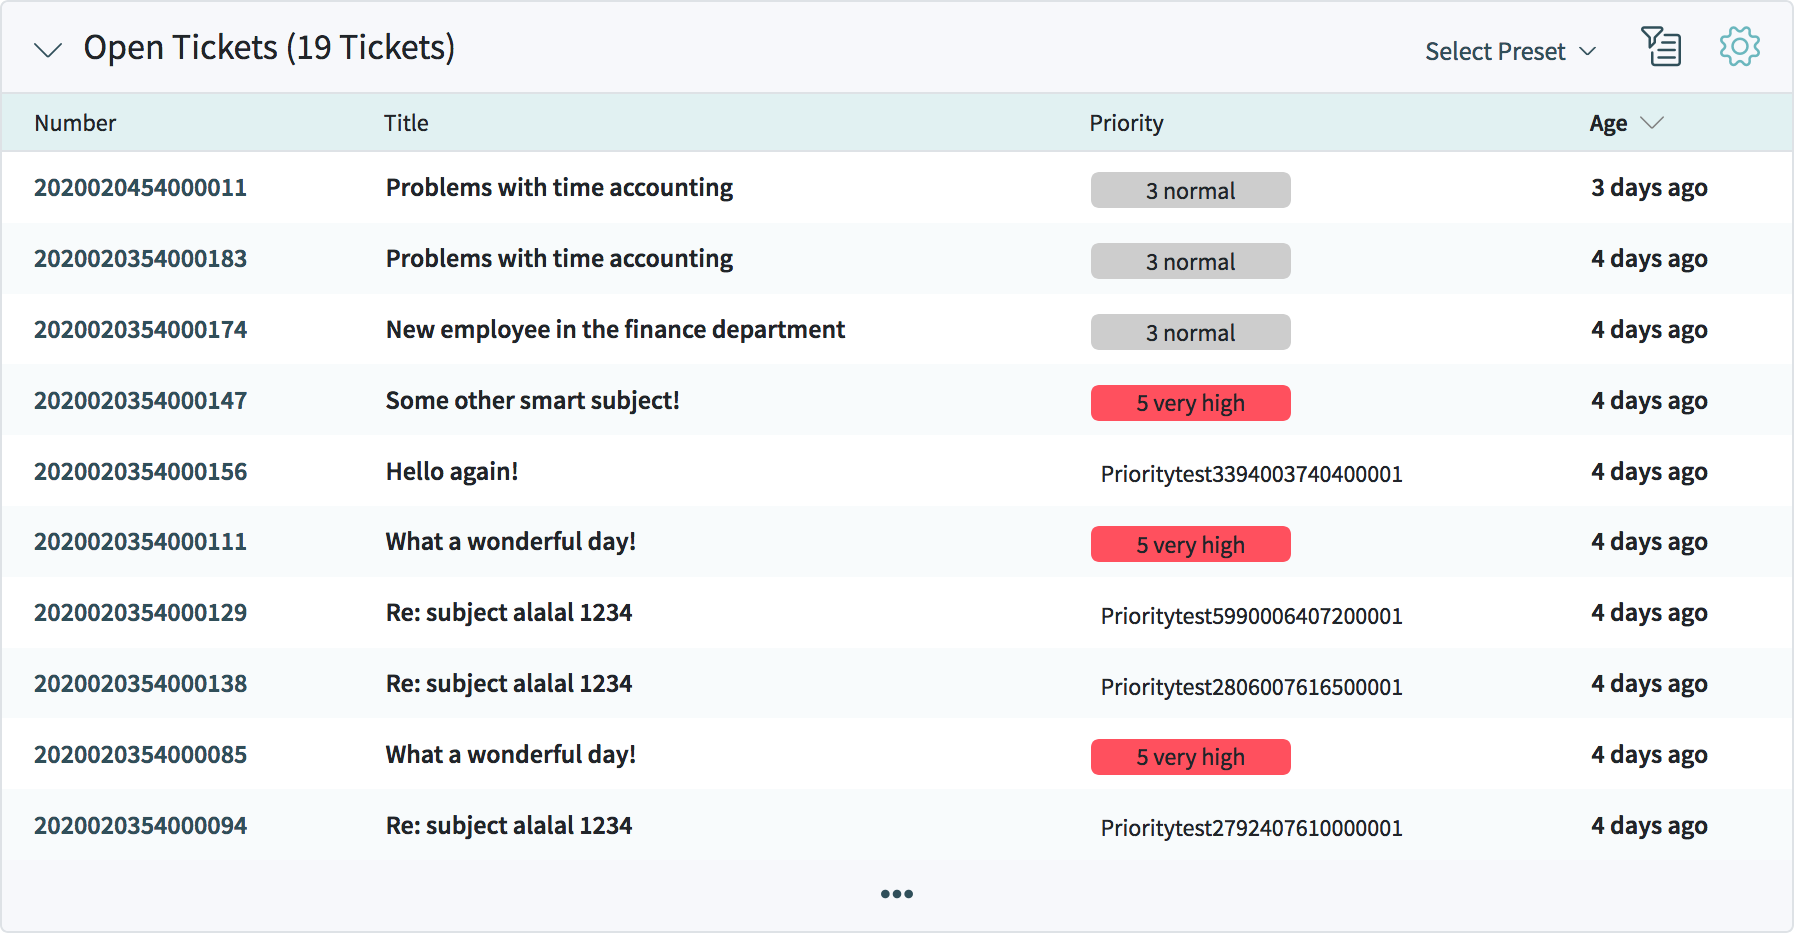 Open Tickets (19 Tickets) Select Preset
Number Title Priority Age
2020020454000011 Problems with time accounting 3 normal 3 days ago
2020020354000183 Problems with time accounting 3 normal 4 days ago
2020020354000174 New employee in the finance department 3 normal 4 days ago
2020020354000147 Some other smart subject! 5 very high 4 days ago
2020020354000156 Hello again! Prioritytest3394003740400001 4 days ago
2020020354000111 What a wonderful day! 5 very high 4 days ago
2020020354000129 Re: subject alalal 1234 Prioritytest5990006407200001 4 days ago
2020020354000138 Re: subject alalal 1234 Prioritytest2806007616500001 4 days ago
2020020354000085 What a wonderful day! 5 very high 4 days ago
2020020354000094 Re: subject alalal 1234 Prioritytest2792407610000001 4 days ago